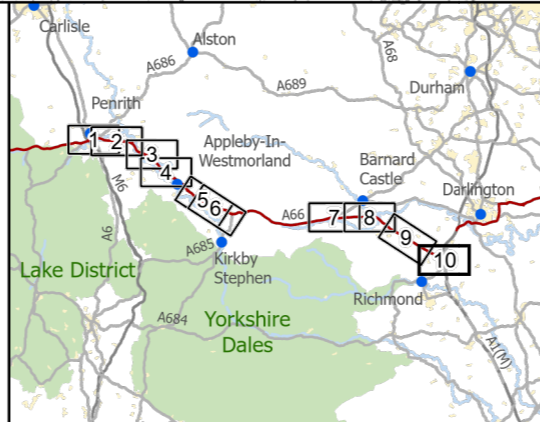 Carlisle
Alston
A686
A68
A689
Durham
Penrith
1
2
3
4
5
6
Appleby-In-
Westmorland
Barnard
Castle
Darlington
M6
A66
7
8
9
10
A6
A685
Lake District
Kirkby
Stephen
Richmond
A684
Yorkshire
Dales
A1(M)